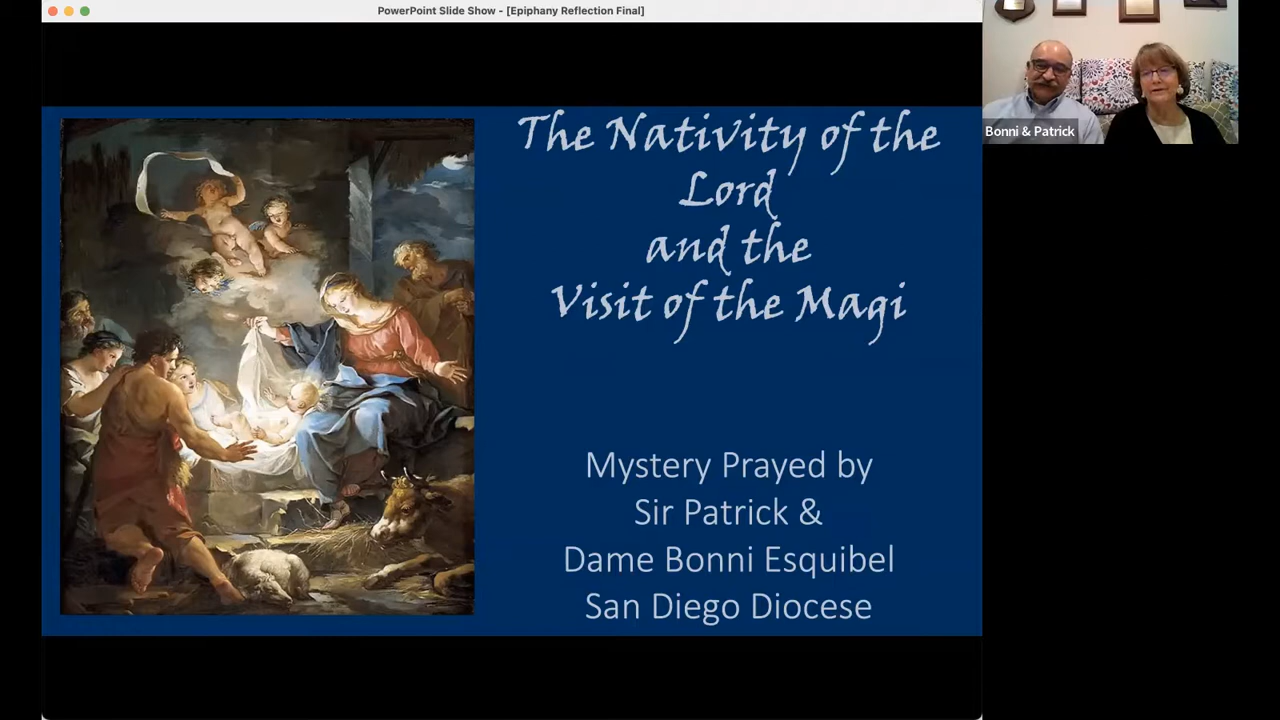 PowerPoint Slide Show - [Epiphany Reflection Final]
The Nativity of the
Lord
and the
Visit of the Magi
Mystery Prayed by
Sir Patrick &
Dame Bonni Esquibel
San Diego Diocese
Bonni & Patrick